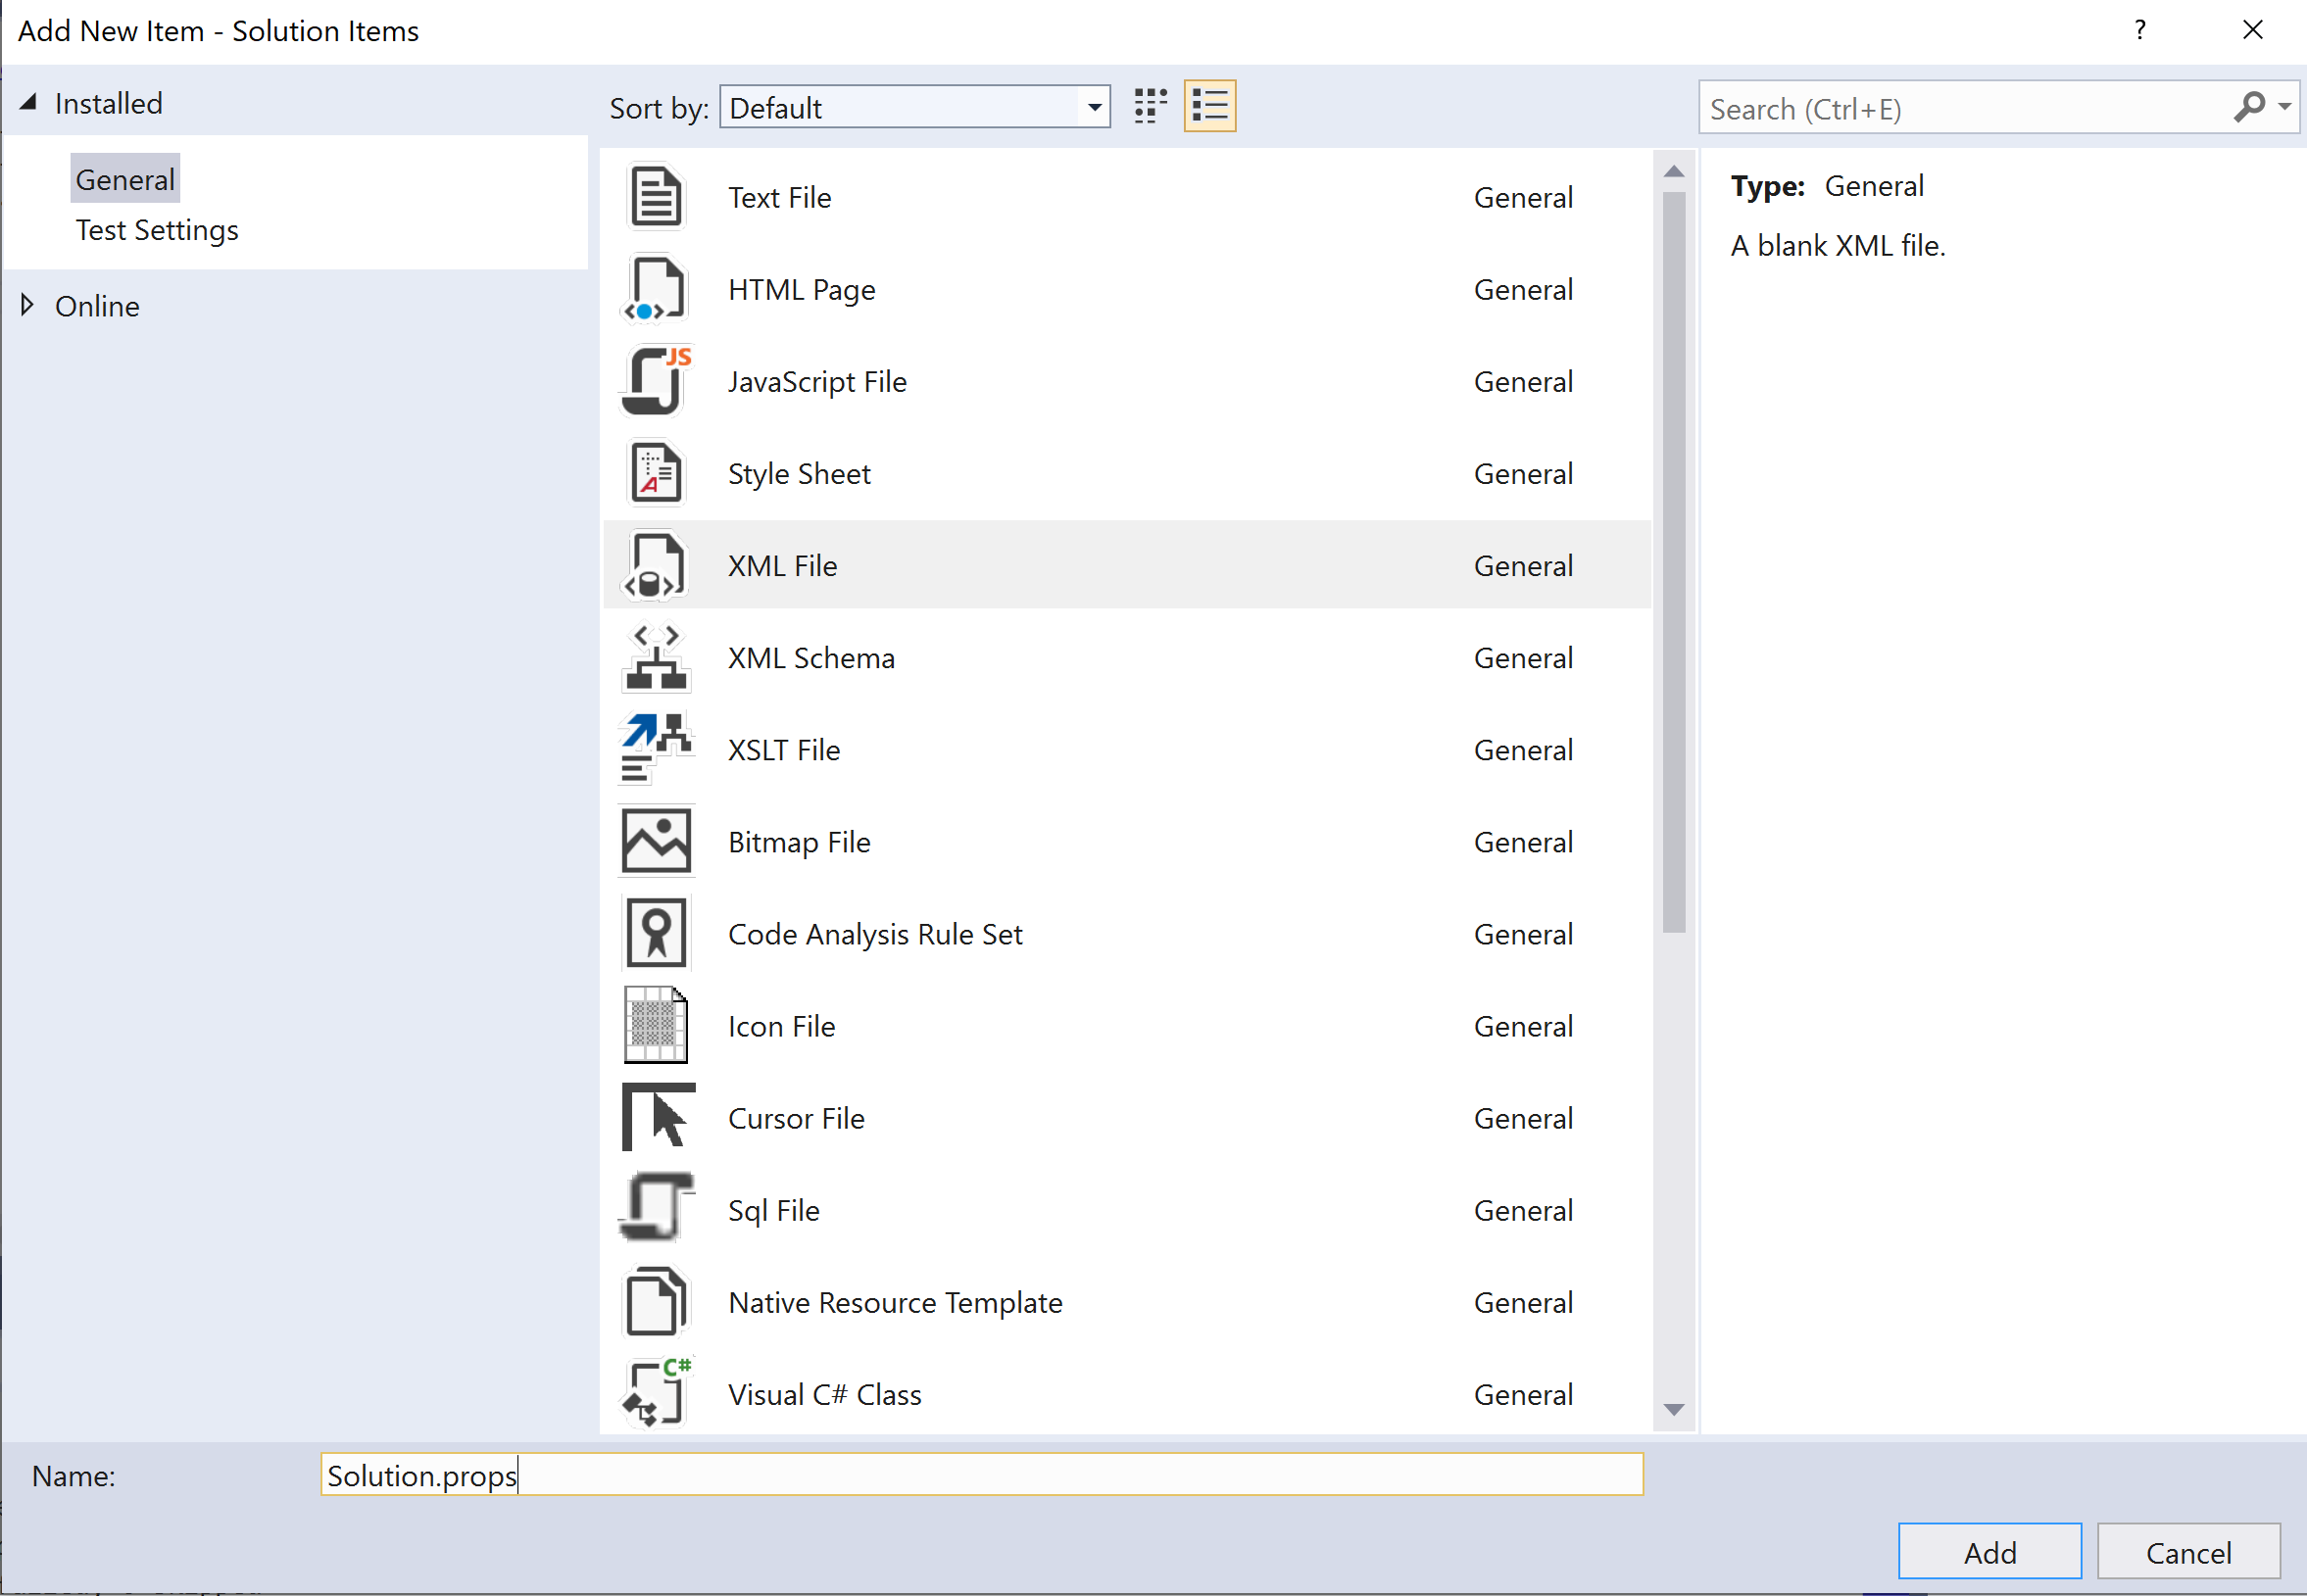 Add New Item - Solution Items
?
Installed
General
Test Settings
Online
Sort by: Default
Search (Ctrl+E)
Text File General
HTML Page General
JS
JavaScript File General
A
Style Sheet General
XML File General
XML Schema General
XSLT File General
Bitmap File General
Code Analysis Rule Set General
Icon File General
Cursor File General
Sql File General
Native Resource Template General
C#
Visual C# Class General
Type: General
A blank XML file.
Name: Solution.props
Add Cancel